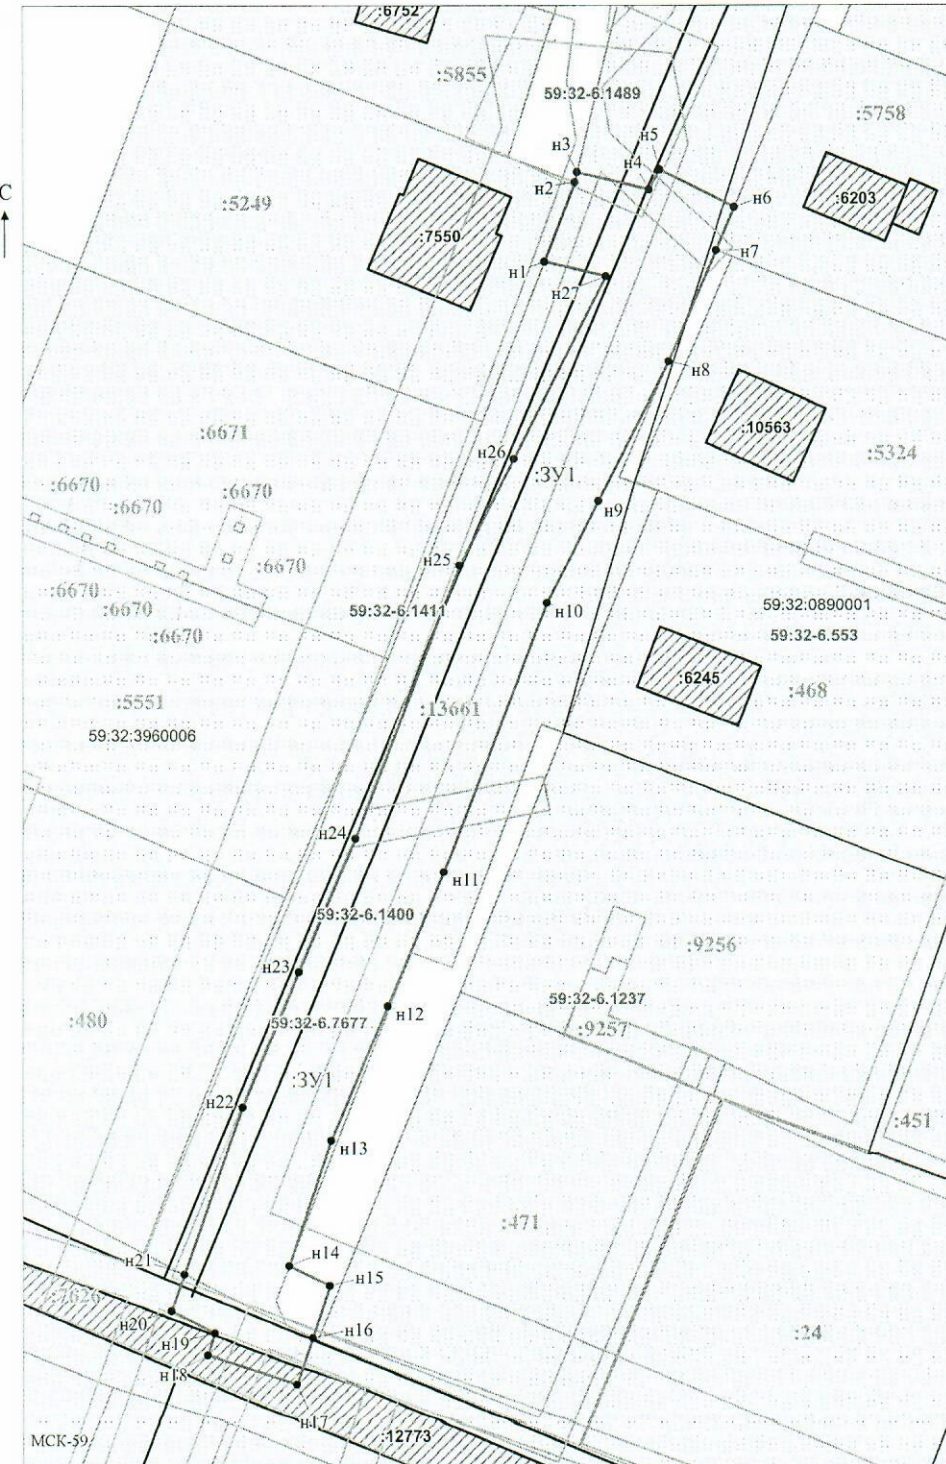 :6752
:5855
59:32-6.1489
:5758
н5
н3
н4
С
н2
:5249
:6203
н6
:7550
н7
н1
н27
н8
:10563
:6671
н26
:5324
:ЗУ1
:6670
:6670
:6670
н9
н25
:6670
:6670
59:32-6.1411
59:32:0890001
:6670
н10
:6670
59:32-6.553
:6245
:468
:5551
:13661
59:32:3960006
н24
н11
59:32-6.1400
:9256
н23
59:32-6.1237
н12
:480
59:32-6.7677
:9257
:ЗУ1
н22
:451
н13
:471
н21
н14
н15
:7626
н20
н16
:24
н19
н18
н17
:12773
МСК-59